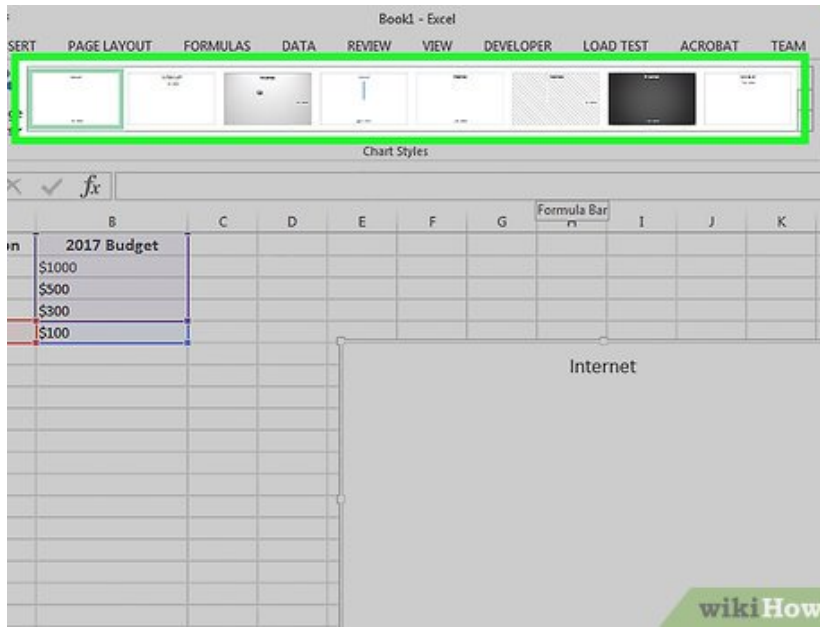 Book1 - Excel
SERT PAGE LAYOUT FORMULAS DATA REVIEW VIEW DEVELOPER LOAD TEST ACROBAT TEAM
Chart Styles
fx
Formula Bar
B C D E F G H I J K
on 2017 Budget
$1000
$500
$300
$100
Internet
wikiHow